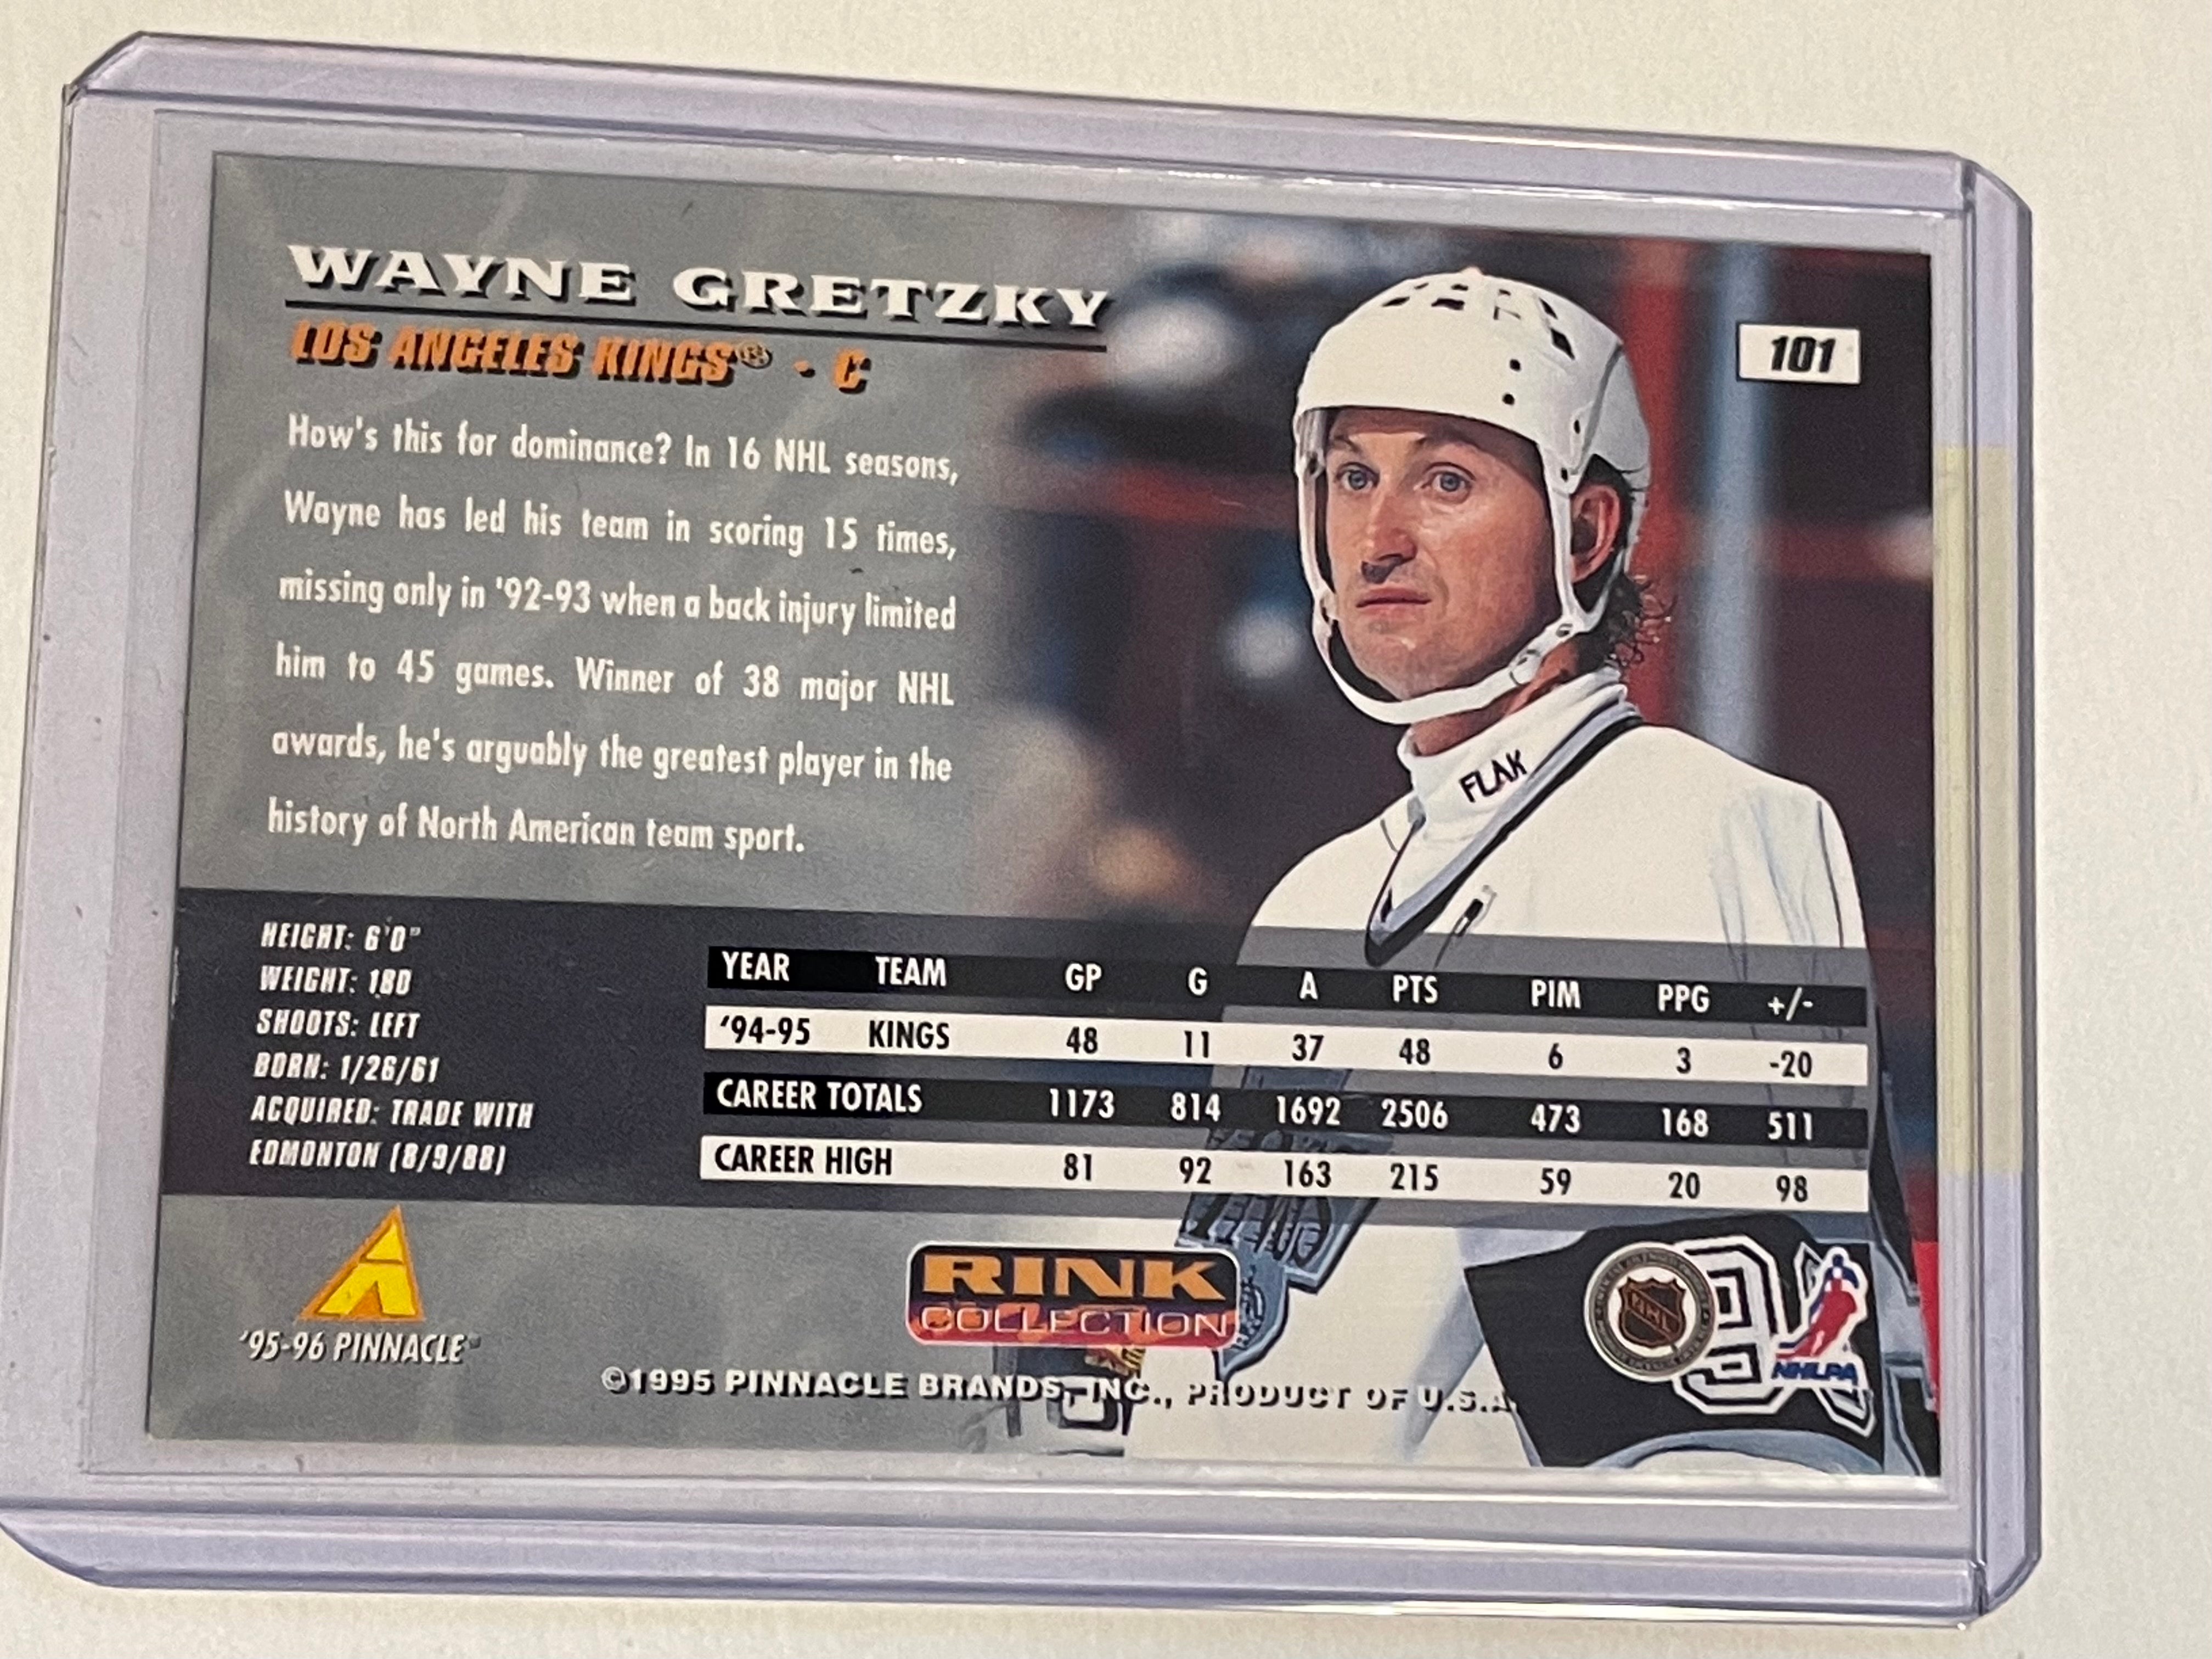 WAYNE GRETZKY
LOS ANGELES KINGS® - C
101
How's this for dominance? In 16 NHL seasons,
Wayne has led his team in scoring 15 times,
missing only in '92-93 when a back injury limited
him to 45 games. Winner of 38 major NHL
awards, he's arguably the greatest player in the
history of North American team sport.
FLAK
HEIGHT: 6'0"
WEIGHT: 180
SHOOTS: LEFT
BORN: 1/26/61
ACQUIRED: TRADE WITH
EDMONTON (8/9/88)
YEAR TEAM GP G A PTS PIM PPG +/-
'94-95 KINGS 48 11 37 48 6 3 -20
CAREER TOTALS 1173 814 1692 2506 473 168 511
CAREER HIGH 81 92 163 215 59 20 98
'95-96 PINNACLE
RINK
COLLECTION
©1995 PINNACLE BRANDS, INC., PRODUCT OF U.S.A.
NHL
9
NHLPA